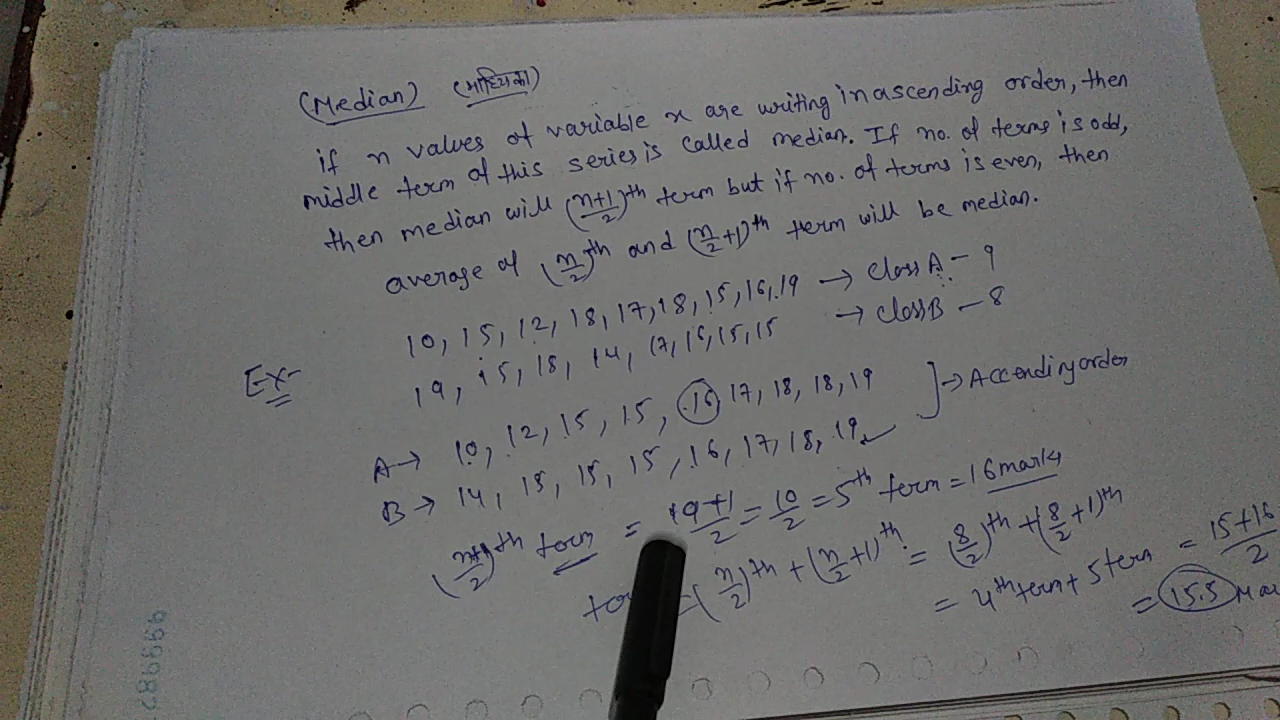 (Median) (माध्यिका)
if n values of variable x are writing in ascending order, then
middle term of this series is called median. If no. of terms is odd,
then median will (n+1/2)th term but if no. of terms is even, then
average of (n/2)th and (n/2+1)th term will be median.
Ex- 10, 15, 12, 18, 17, 18, 15, 16, 19 → Class A - 9
19, 15, 18, 14, 17, 16, 15, 15 → Class B - 8
A → 10, 12, 15, 15, 16 17, 18, 18, 19 ] → Accending order
B → 14, 15, 15, 15, 16, 17, 18, 19 ✓
(n+1/2)th term = 9+1/2 = 10/2 = 5th term = 16 marks
= (n/2)th + (n/2+1)th = (8/2)th + (8/2+1)th
= 4th term + 5 term = 15+16/2
= 15.5
99998